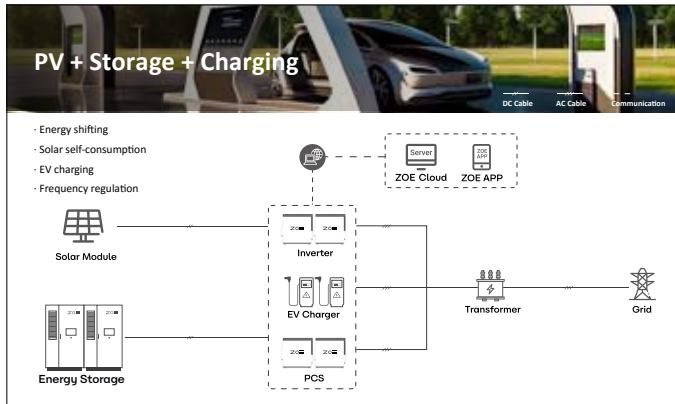 PV + Storage + Charging
DC Cable
AC Cable
Communication
· Energy shifting
· Solar self-consumption
· EV charging
· Frequency regulation
Server
ZOE
APP
ZOE Cloud
ZOE APP
Solar Module
Inverter
EV Charger
Transformer
Grid
Energy Storage
PCS